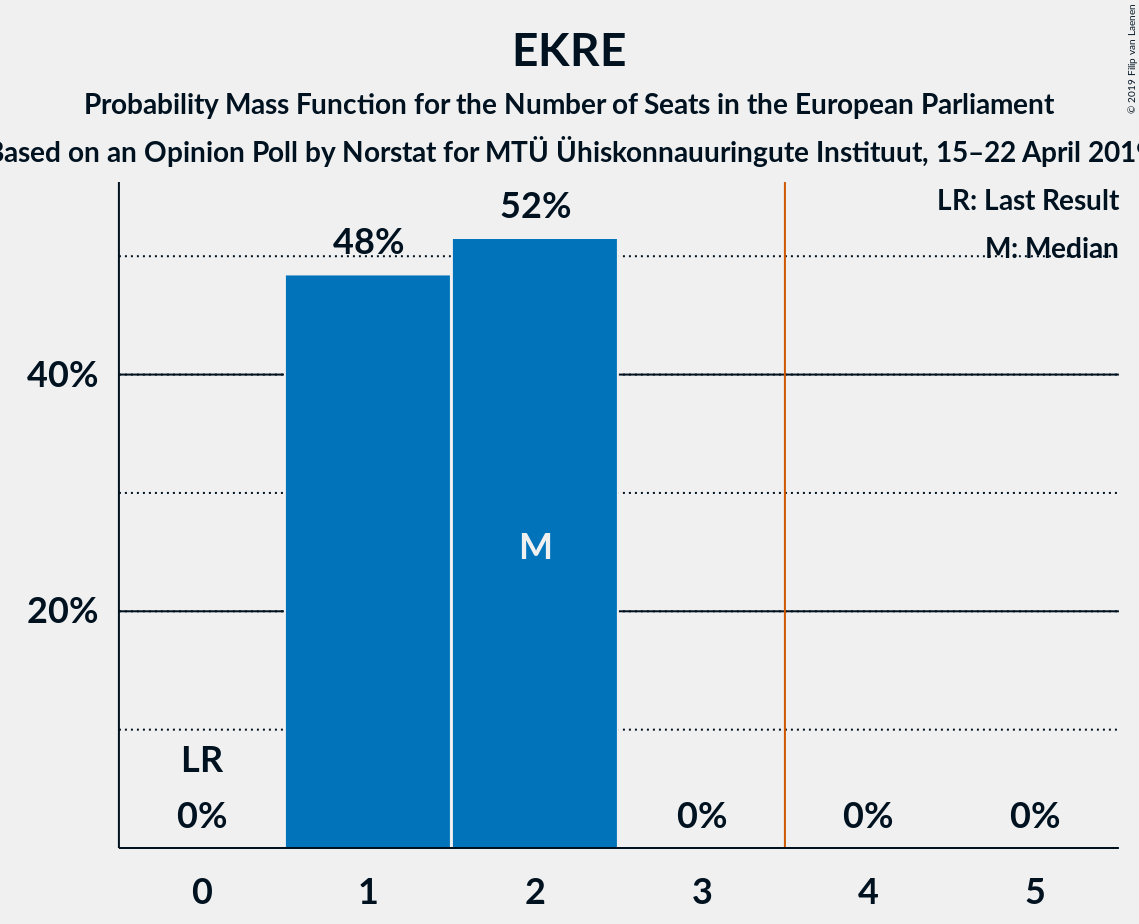 EKRE
Probability Mass Function for the Number of Seats in the European Parliament
Based on an Opinion Poll by Norstat for MTÜ Ühiskonnauuringute Instituut, 15–22 April 2019
© 2019 Filip van Laenen
LR: Last Result
M: Median
52%
48%
40%
M
20%
LR
0%
0%
0%
0%
0
1
2
3
4
5